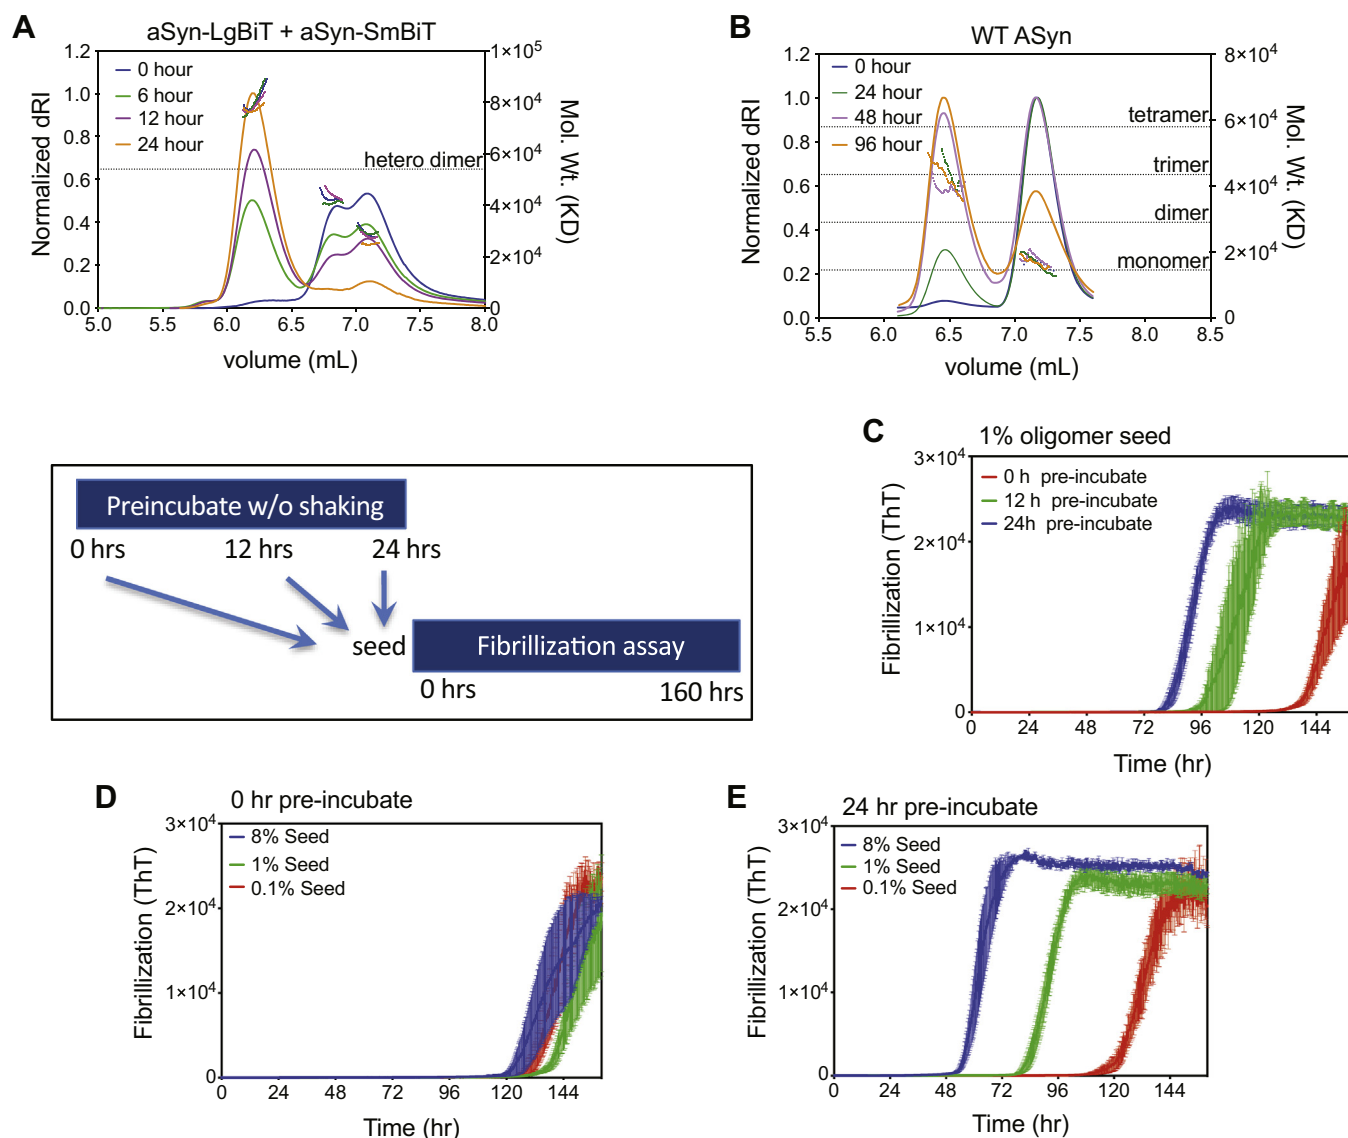 A
aSyn-LgBiT + aSyn-SmBiT
1.2
1.0
0.8
0.6
0.4
0.2
0.0
Normalized dRI
0 hour
6 hour
12 hour
24 hour
hetero dimer
1×10⁵
8×10⁴
6×10⁴
4×10⁴
2×10⁴
0
Mol. Wt. (KD)
5.0 5.5 6.0 6.5 7.0 7.5 8.0
volume (mL)
B
WT ASyn
1.2
1.0
0.8
0.6
0.4
0.2
0.0
Normalized dRI
0 hour
24 hour
48 hour
96 hour
tetramer
trimer
dimer
monomer
8×10⁴
6×10⁴
4×10⁴
2×10⁴
0
Mol. Wt. (KD)
5.5 6.0 6.5 7.0 7.5 8.0 8.5
volume (mL)
Preincubate w/o shaking
0 hrs 12 hrs 24 hrs
seed
Fibrillization assay
0 hrs 160 hrs
C
1% oligomer seed
3×10⁴
2×10⁴
1×10⁴
0
Fibrillization (ThT)
0 h pre-incubate
12 h pre-incubate
24h pre-incubate
0 24 48 72 96 120 144
Time (hr)
D
0 hr pre-incubate
3×10⁴
2×10⁴
1×10⁴
0
Fibrillization (ThT)
8% Seed
1% Seed
0.1% Seed
0 24 48 72 96 120 144
Time (hr)
E
24 hr pre-incubate
3×10⁴
2×10⁴
1×10⁴
0
Fibrillization (ThT)
8% Seed
1% Seed
0.1% Seed
0 24 48 72 96 120 144
Time (hr)